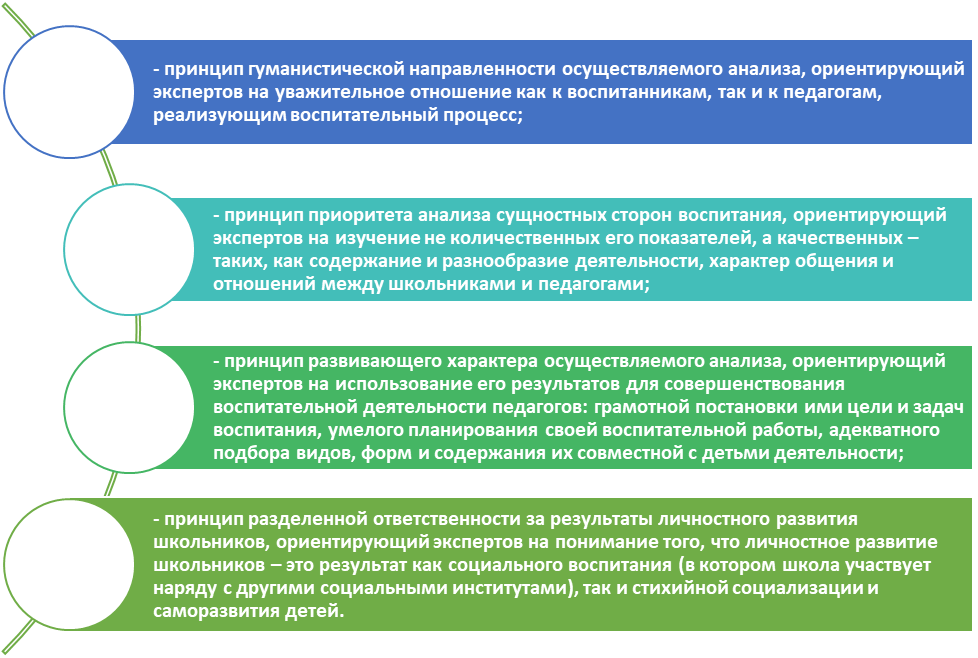 - принцип гуманистической направленности осуществляемого анализа, ориентирующий
экспертов на уважительное отношение как к воспитанникам, так и к педагогам,
реализующим воспитательный процесс;
- принцип приоритета анализа сущностных сторон воспитания, ориентирующий
экспертов на изучение не количественных его показателей, а качественных –
таких, как содержание и разнообразие деятельности, характер общения и
отношений между школьниками и педагогами;
- принцип развивающего характера осуществляемого анализа, ориентирующий
экспертов на использование его результатов для совершенствования
воспитательной деятельности педагогов: грамотной постановки ими цели и задач
воспитания, умелого планирования своей воспитательной работы, адекватного
подбора видов, форм и содержания их совместной с детьми деятельности;
- принцип разделенной ответственности за результаты личностного развития
школьников, ориентирующий экспертов на понимание того, что личностное развитие
школьников – это результат как социального воспитания (в котором школа участвует
наряду с другими социальными институтами), так и стихийной социализации и
саморазвития детей.